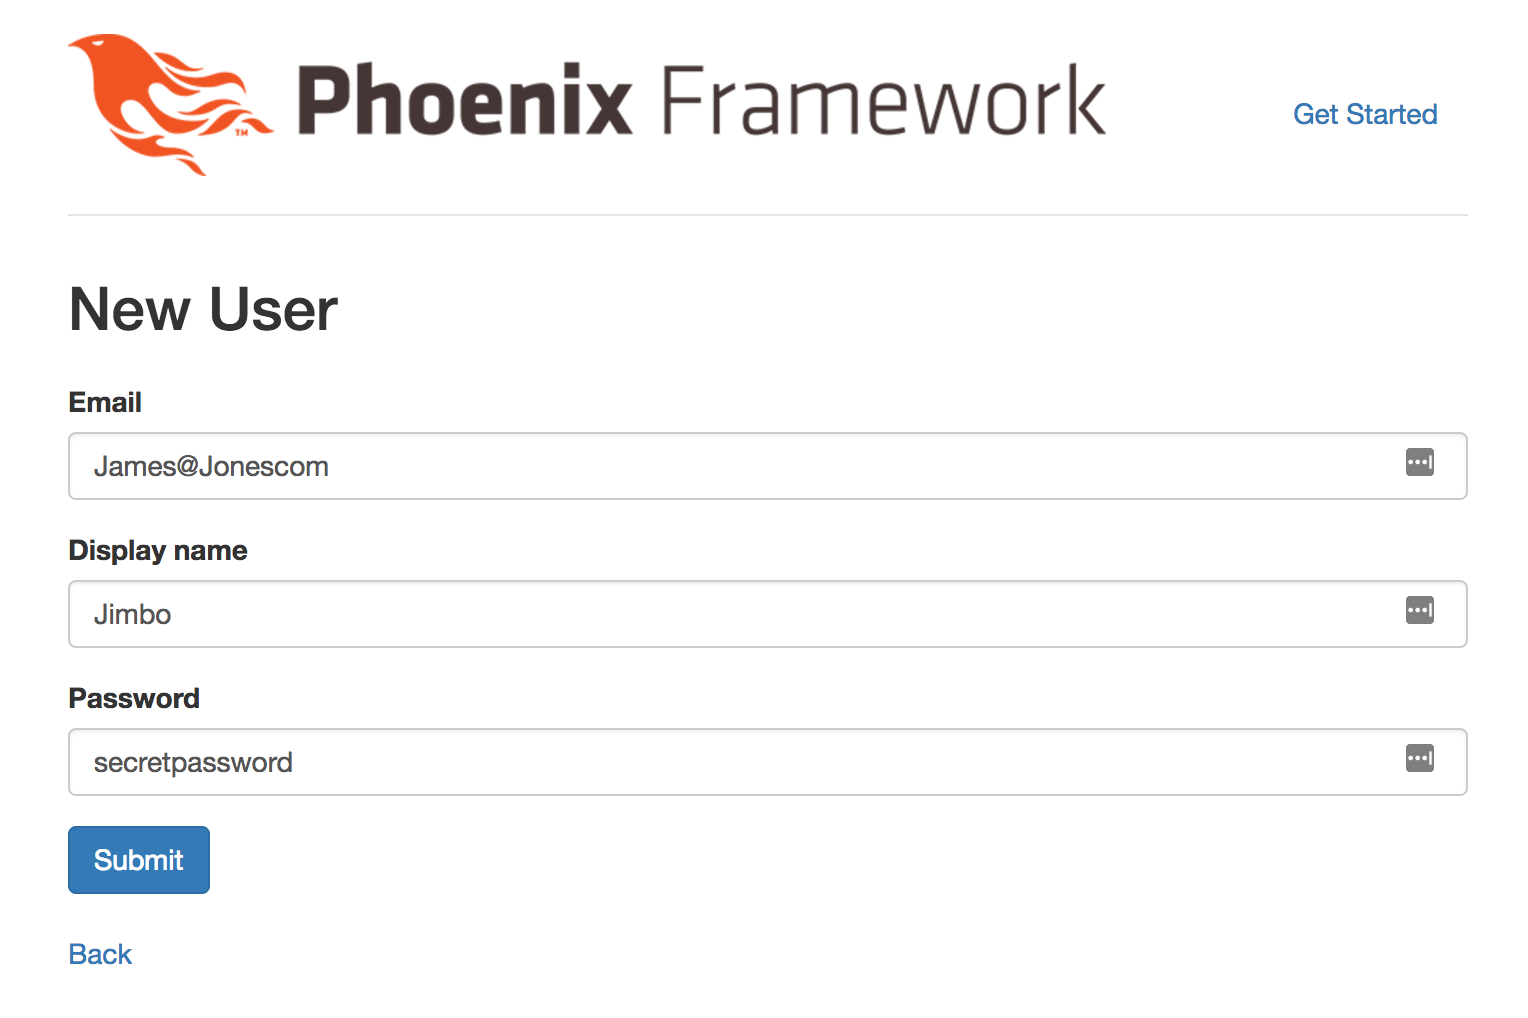 Phoenix Framework
TM
Get Started
New User
Email
James@Jonescom
Display name
Jimbo
Password
secretpassword
Submit
Back